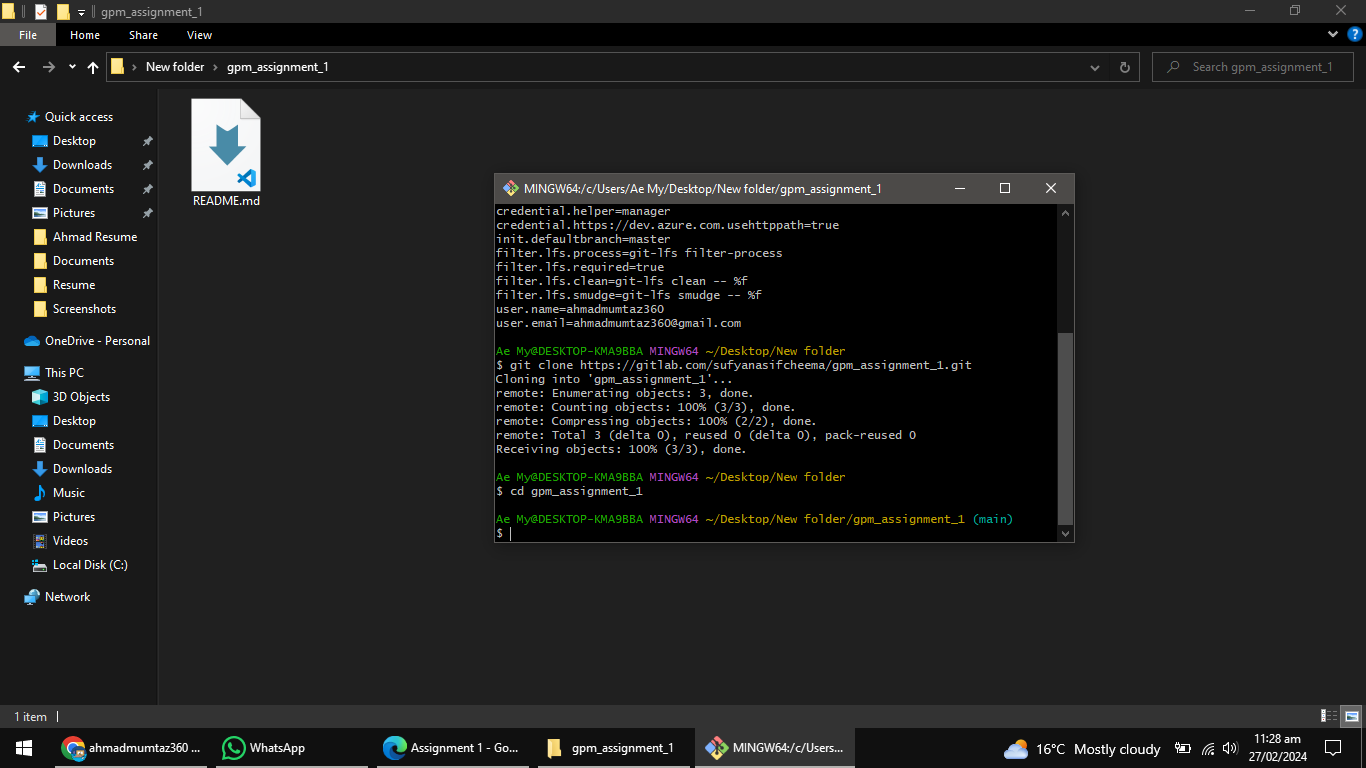 gpm_assignment_1
File Home Share View
New folder gpm_assignment_1
Search gpm_assignment_1
Quick access
Desktop
Downloads
Documents
Pictures
Ahmad Resume
Documents
Resume
Screenshots
OneDrive - Personal
This PC
3D Objects
Desktop
Documents
Downloads
Music
Pictures
Videos
Local Disk (C:)
Network
README.md
MINGW64:/c/Users/Ae My/Desktop/New folder/gpm_assignment_1
credential.helper=manager
credential.https://dev.azure.com.usehttppath=true
init.defaultbranch=master
filter.lfs.process=git-lfs filter-process
filter.lfs.required=true
filter.lfs.clean=git-lfs clean -- %f
filter.lfs.smudge=git-lfs smudge -- %f
user.name=ahmadmumtaz360
user.email=ahmadmumtaz360@gmail.com
Ae My@DESKTOP-KMA9BBA MINGW64 ~/Desktop/New folder
$ git clone https://gitlab.com/sufyanasifcheema/gpm_assignment_1.git
Cloning into 'gpm_assignment_1'...
remote: Enumerating objects: 3, done.
remote: Counting objects: 100% (3/3), done.
remote: Compressing objects: 100% (2/2), done.
remote: Total 3 (delta 0), reused 0 (delta 0), pack-reused 0
Receiving objects: 100% (3/3), done.
Ae My@DESKTOP-KMA9BBA MINGW64 ~/Desktop/New folder
$ cd gpm_assignment_1
Ae My@DESKTOP-KMA9BBA MINGW64 ~/Desktop/New folder/gpm_assignment_1 (main)
$
1 item
ahmadmumtaz360 ... WhatsApp Assignment 1 - Go... gpm_assignment_1 MINGW64:/c/Users... 16°C Mostly cloudy 11:28 am
27/02/2024